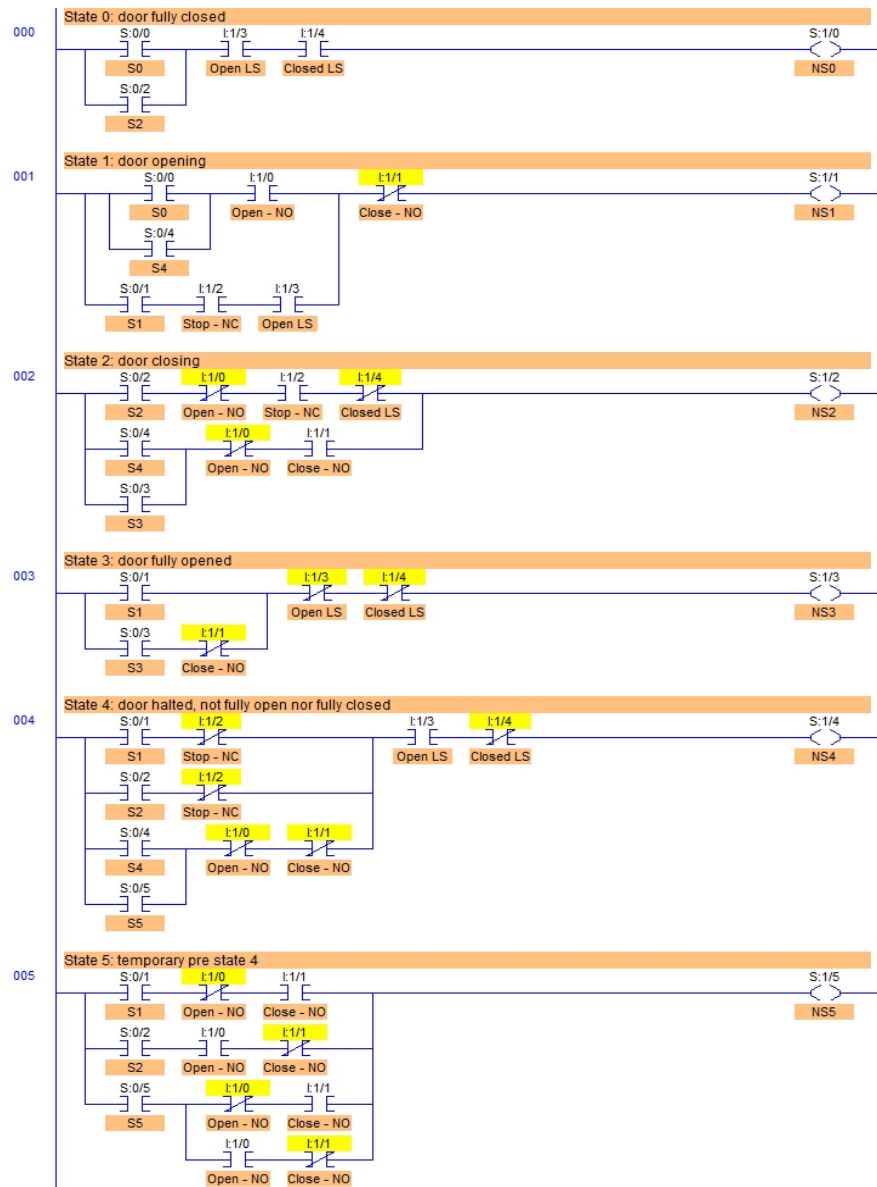 State 0: door fully closed
000 S:0/0 I:1/3 I:1/4 S:1/0
S0 Open LS Closed LS NS0
S:0/2
S2
State 1: door opening
001 S:0/0 I:1/0 I:1/1 S:1/1
S0 Open - NO Close - NO NS1
S:0/4
S4
S:0/1 I:1/2 I:1/3
S1 Stop - NC Open LS
State 2: door closing
002 S:0/2 I:1/0 I:1/2 I:1/4 S:1/2
S2 Open - NO Stop - NC Closed LS NS2
S:0/4 I:1/0 I:1/1
S4 Open - NO Close - NO
S:0/3
S3
State 3: door fully opened
003 S:0/1 I:1/3 I:1/4 S:1/3
S1 Open LS Closed LS NS3
S:0/3 I:1/1
S3 Close - NO
State 4: door halted, not fully open nor fully closed
004 S:0/1 I:1/2 I:1/3 I:1/4 S:1/4
S1 Stop - NC Open LS Closed LS NS4
S:0/2 I:1/2
S2 Stop - NC
S:0/4 I:1/0 I:1/1
S4 Open - NO Close - NO
S:0/5
S5
State 5: temporary pre state 4
005 S:0/1 I:1/0 I:1/1 S:1/5
S1 Open - NO Close - NO NS5
S:0/2 I:1/0 I:1/1
S2 Open - NO Close - NO
S:0/5 I:1/0 I:1/1
S5 Open - NO Close - NO
I:1/0 I:1/1
Open - NO Close - NO